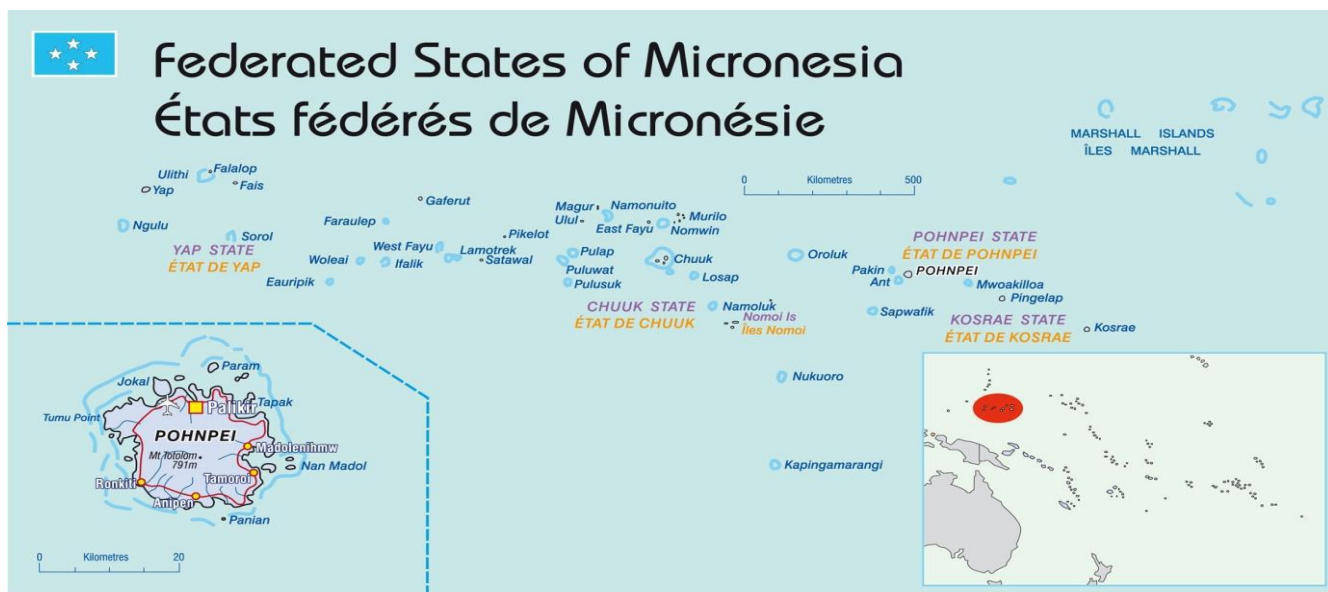 Federated States of Micronesia
États fédérés de Micronésie
MARSHALL ISLANDS
ÎLES MARSHALL
0 Kilometres 500
Ulithi
Falalop
Yap
Fais
Ngulu
Sorol
YAP STATE
ÉTAT DE YAP
Gaferut
Faraulep
West Fayu
Pikelot
Woleai
Ifalik
Lamotrek
Satawal
Eauripik
Magur
Namonuito
Ulul
East Fayu
Murilo
Nomwin
Pulap
Puluwat
Pulusuk
Chuuk
Losap
CHUUK STATE
ÉTAT DE CHUUK
Namoluk
Nomoi Is
Îles Nomoi
Oroluk
POHNPEI STATE
ÉTAT DE POHNPEI
Pakin
POHNPEI
Ant
Mwoakilloa
Pingelap
Sapwafik
KOSRAE STATE
ÉTAT DE KOSRAE
Kosrae
Nukuoro
Kapingamarangi
Param
Jokal
Palikir
Tapak
Tumu Point
POHNPEI
Madolenihmw
Mt Totolom
791m
Nan Madol
Tamoroi
Ronkiti
Anipen
Panian
0 Kilometres 20